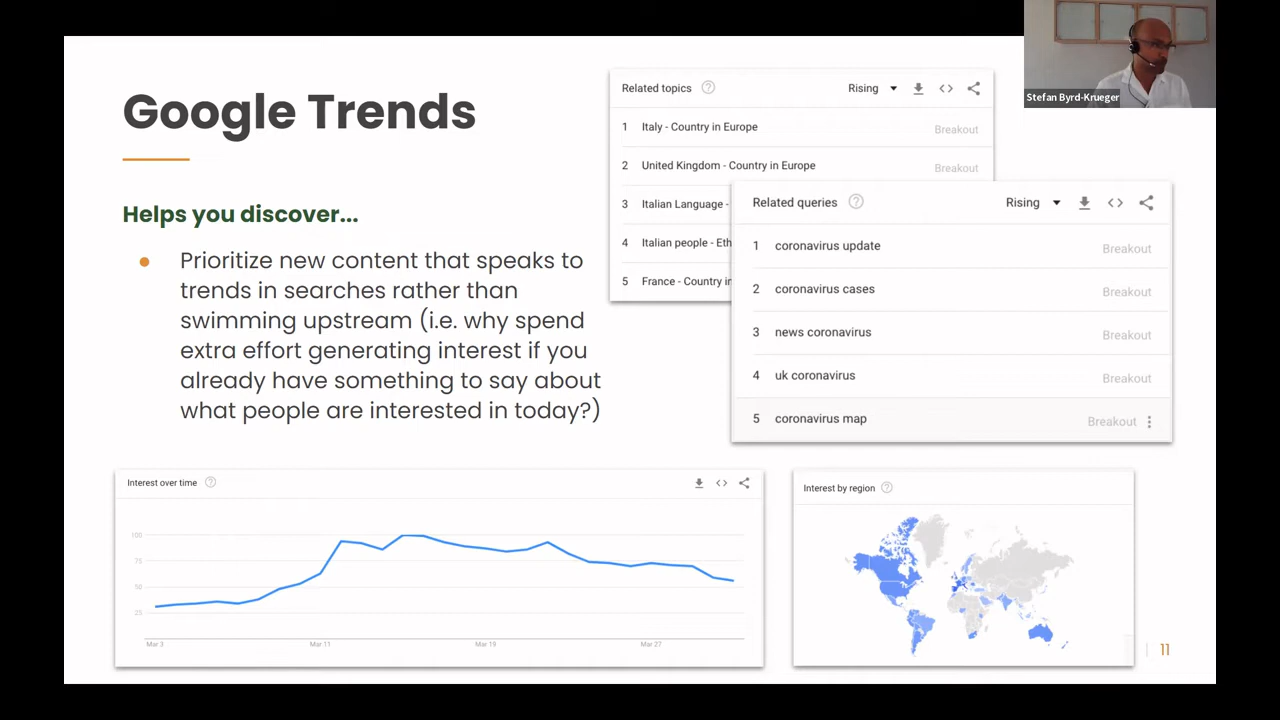 Google Trends
Helps you discover...
Prioritize new content that speaks to
trends in searches rather than
swimming upstream (i.e. why spend
extra effort generating interest if you
already have something to say about
what people are interested in today?)
Related topics ? Rising
1 Italy - Country in Europe Breakout
2 United Kingdom - Country in Europe Breakout
3 Italian Language -
4 Italian people - Eth
5 France - Country in
Related queries ? Rising
1 coronavirus update Breakout
2 coronavirus cases Breakout
3 news coronavirus Breakout
4 uk coronavirus Breakout
5 coronavirus map Breakout
Stefan Byrd-Krueger
Interest over time ?
100
75
50
25
Mar 3 Mar 11 Mar 19 Mar 27
Interest by region ?
11